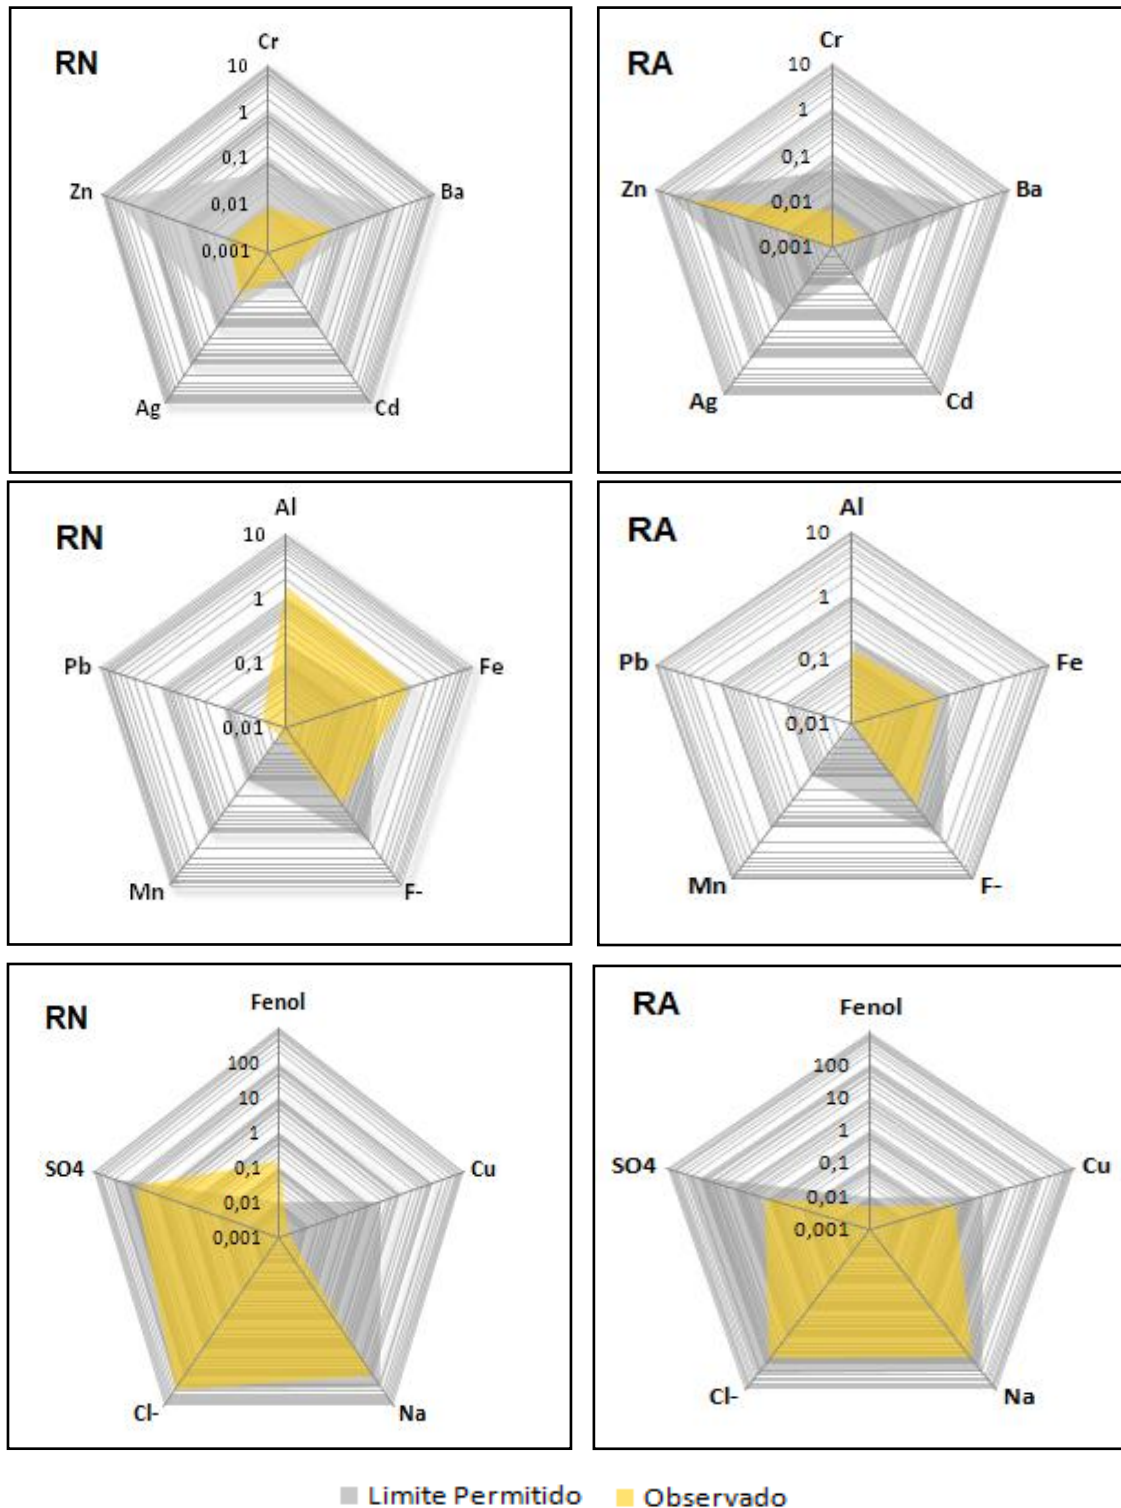 RN
Cr
10
1
0,1
0,01
0,001
Zn
Ba
Ag
Cd
RA
Cr
10
1
0,1
0,01
0,001
Zn
Ba
Ag
Cd
RN
Al
10
1
0,1
0,01
Pb
Fe
Mn
F-
RA
Al
10
1
0,1
0,01
Pb
Fe
Mn
F-
RN
Fenol
100
10
1
0,1
0,01
0,001
SO4
Cu
Cl-
Na
RA
Fenol
100
10
1
0,1
0,01
0,001
SO4
Cu
Cl-
Na
Limite Permitido
Observado